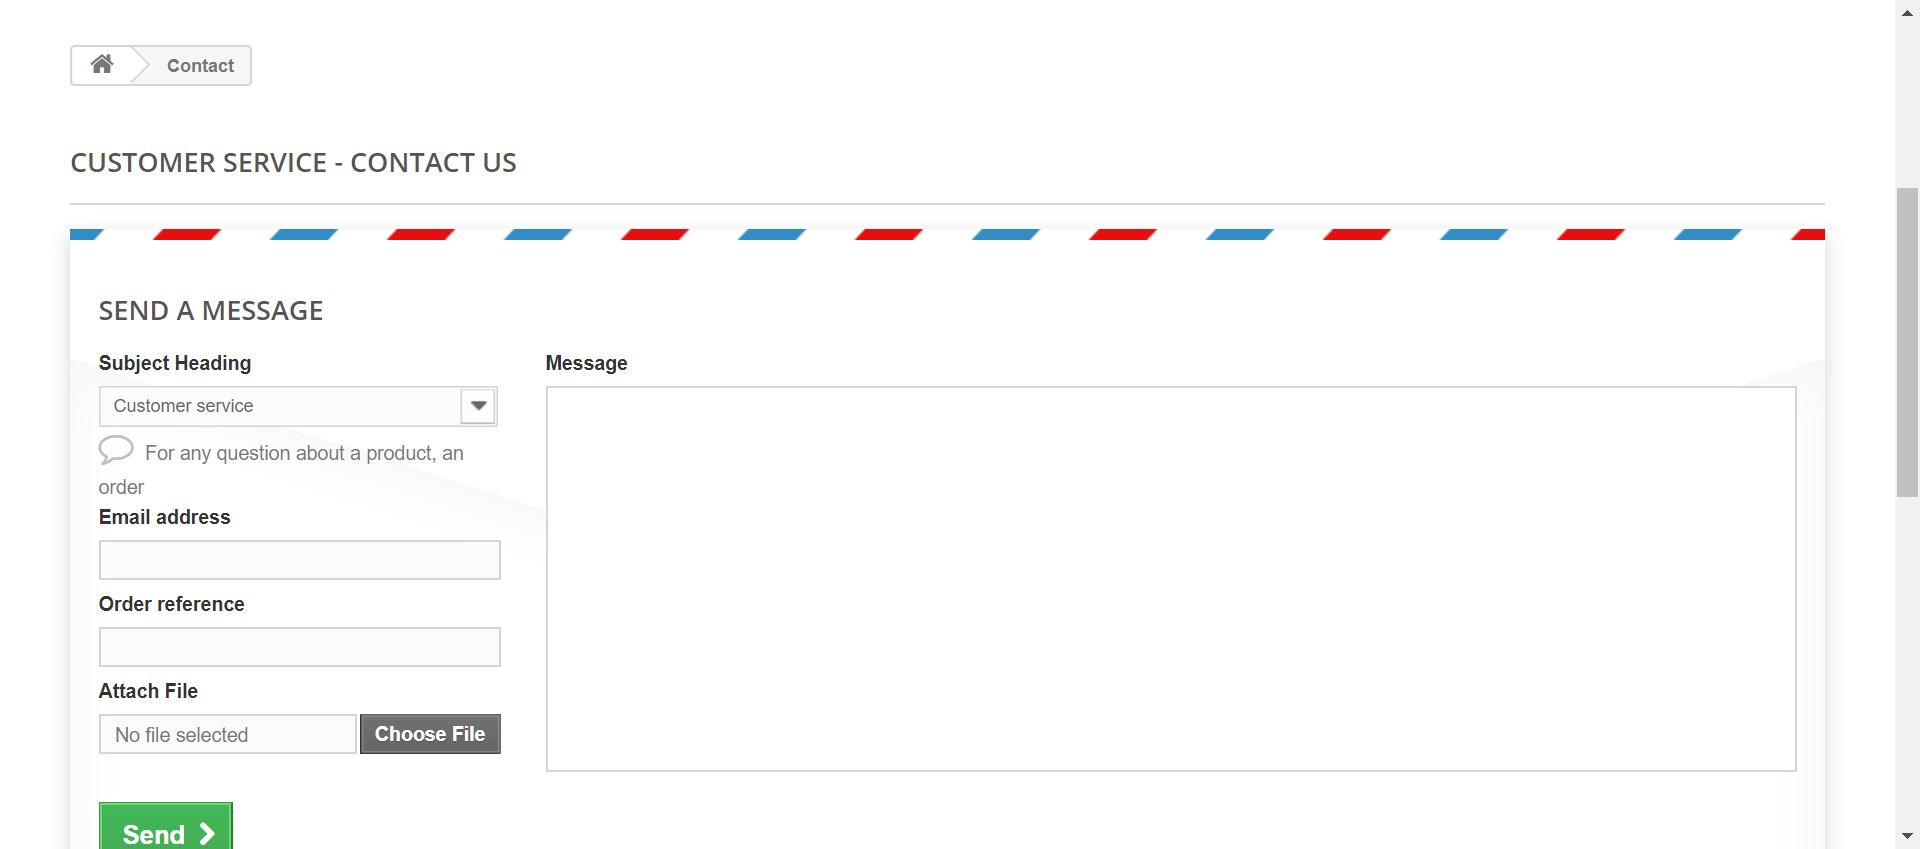 Contact
CUSTOMER SERVICE - CONTACT US
SEND A MESSAGE
Subject Heading
Customer service
For any question about a product, an
order
Email address
Order reference
Attach File
No file selected
Choose File
Send
Message